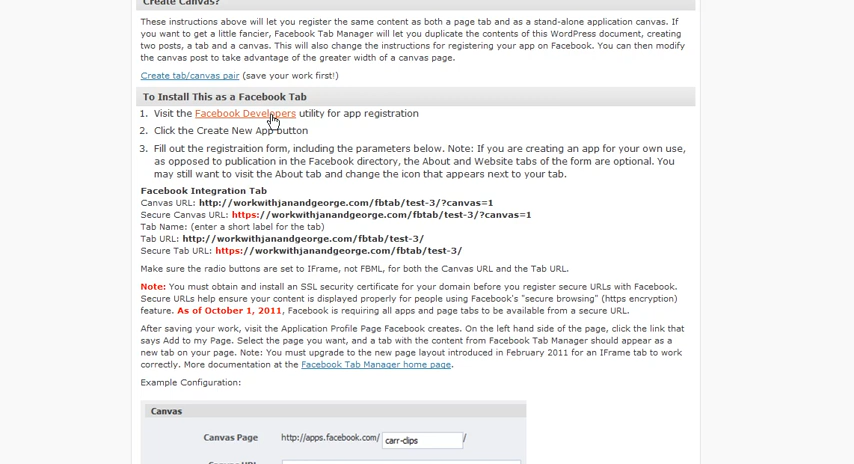 Create Canvas?
These instructions above will let you register the same content as both a page tab and as a stand-alone application canvas. If
you want to get a little fancier, Facebook Tab Manager will let you duplicate the contents of this WordPress document, creating
two posts, a tab and a canvas. This will also change the instructions for registering your app on Facebook. You can then modify
the canvas post to take advantage of the greater width of a canvas page.
Create tab/canvas pair (save your work first!)
To Install This as a Facebook Tab
1. Visit the Facebook Developers utility for app registration
2. Click the Create New App button
3. Fill out the registraition form, including the parameters below. Note: If you are creating an app for your own use,
as opposed to publication in the Facebook directory, the About and Website tabs of the form are optional. You
may still want to visit the About tab and change the icon that appears next to your tab.
Facebook Integration Tab
Canvas URL: http://workwithjanandgeorge.com/fbtab/test-3/?canvas=1
Secure Canvas URL: https://workwithjanandgeorge.com/fbtab/test-3/?canvas=1
Tab Name: (enter a short label for the tab)
Tab URL: http://workwithjanandgeorge.com/fbtab/test-3/
Secure Tab URL: https://workwithjanandgeorge.com/fbtab/test-3/
Make sure the radio buttons are set to IFrame, not FBML, for both the Canvas URL and the Tab URL.
Note: You must obtain and install an SSL security certificate for your domain before you register secure URLs with Facebook.
Secure URLs help ensure your content is displayed properly for people using Facebook's "secure browsing" (https encryption)
feature. As of October 1, 2011, Facebook is requiring all apps and page tabs to be available from a secure URL.
After saving your work, visit the Application Profile Page Facebook creates. On the left hand side of the page, click the link that
says Add to my Page. Select the page you want, and a tab with the content from Facebook Tab Manager should appear as a
new tab on your page. Note: You must upgrade to the new page layout introduced in February 2011 for an IFrame tab to work
correctly. More documentation at the Facebook Tab Manager home page.
Example Configuration:
Canvas
Canvas Page http://apps.facebook.com/ carr-clips /